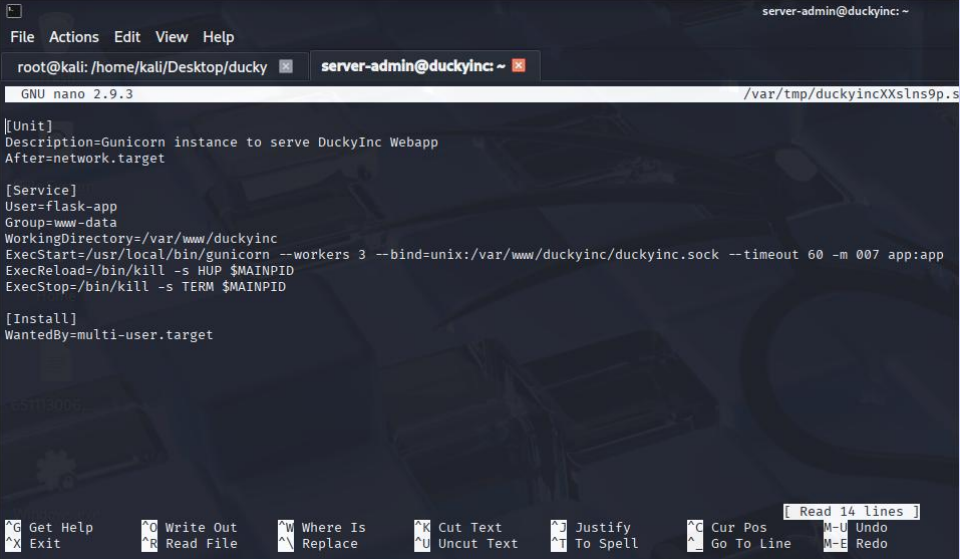 server-admin@duckyinc: ~
File Actions Edit View Help
root@kali: /home/kali/Desktop/ducky server-admin@duckyinc: ~
GNU nano 2.9.3 /var/tmp/duckyincXXslns9p.s
[Unit]
Description=Gunicorn instance to serve DuckyInc Webapp
After=network.target
[Service]
User=flask-app
Group=www-data
WorkingDirectory=/var/www/duckyinc
ExecStart=/usr/local/bin/gunicorn --workers 3 --bind=unix:/var/www/duckyinc/duckyinc.sock --timeout 60 -m 007 app:app
ExecReload=/bin/kill -s HUP $MAINPID
ExecStop=/bin/kill -s TERM $MAINPID
[Install]
WantedBy=multi-user.target
[ Read 14 lines ]
^G Get Help ^O Write Out ^W Where Is ^K Cut Text ^J Justify ^C Cur Pos M-U Undo
^X Exit ^R Read File ^\ Replace ^U Uncut Text ^T To Spell ^_ Go To Line M-E Redo